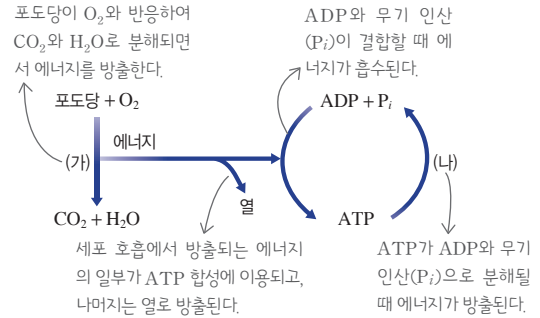 포도당이 O₂와 반응하여
CO₂와 H₂O로 분해되면
서 에너지를 방출한다.
ADP와 무기 인산
(Pᵢ)이 결합할 때 에
너지가 흡수된다.
포도당 + O₂
ADP + Pᵢ
에너지
(가)
(나)
열
CO₂ + H₂O
ATP
세포 호흡에서 방출되는 에너지
의 일부가 ATP 합성에 이용되고,
나머지는 열로 방출된다.
ATP가 ADP와 무기
인산(Pᵢ)으로 분해될
때 에너지가 방출된다.